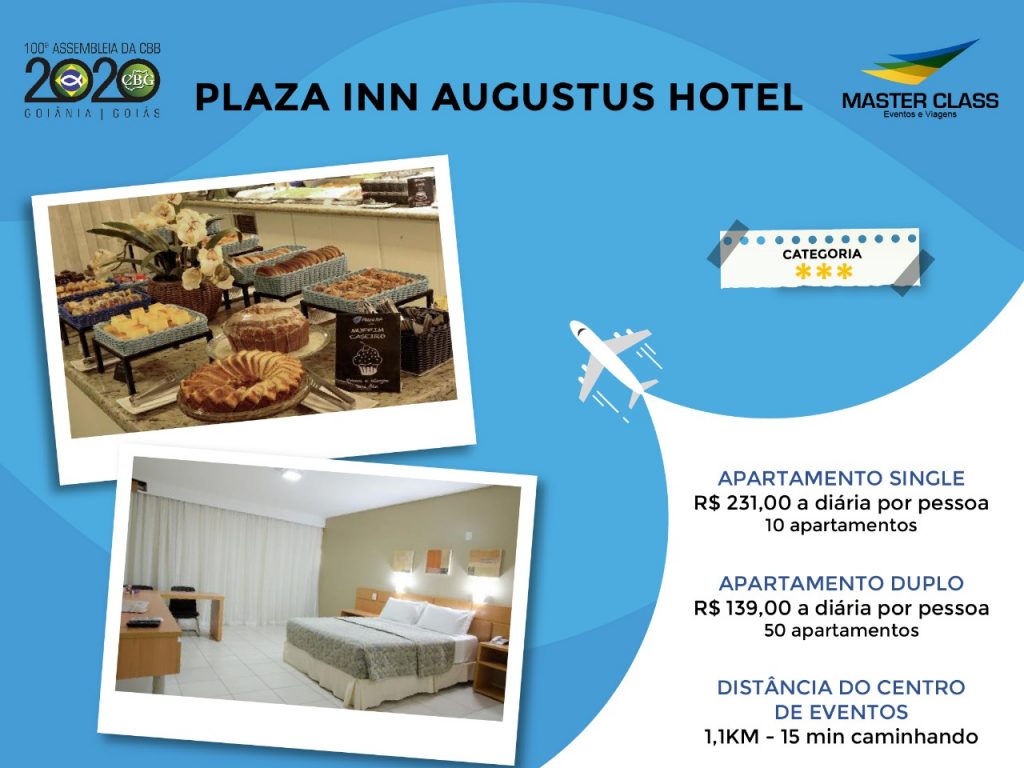 100ª ASSEMBLEIA DA CBB
2020
CBG
GOIÂNIA | GOIÁS
PLAZA INN AUGUSTUS HOTEL
MASTER CLASS
Eventos e Viagens
CATEGORIA
***
MUFFIM
CASEIRO
APARTAMENTO SINGLE
R$ 231,00 a diária por pessoa
10 apartamentos
APARTAMENTO DUPLO
R$ 139,00 a diária por pessoa
50 apartamentos
DISTÂNCIA DO CENTRO
DE EVENTOS
1,1KM - 15 min caminhando